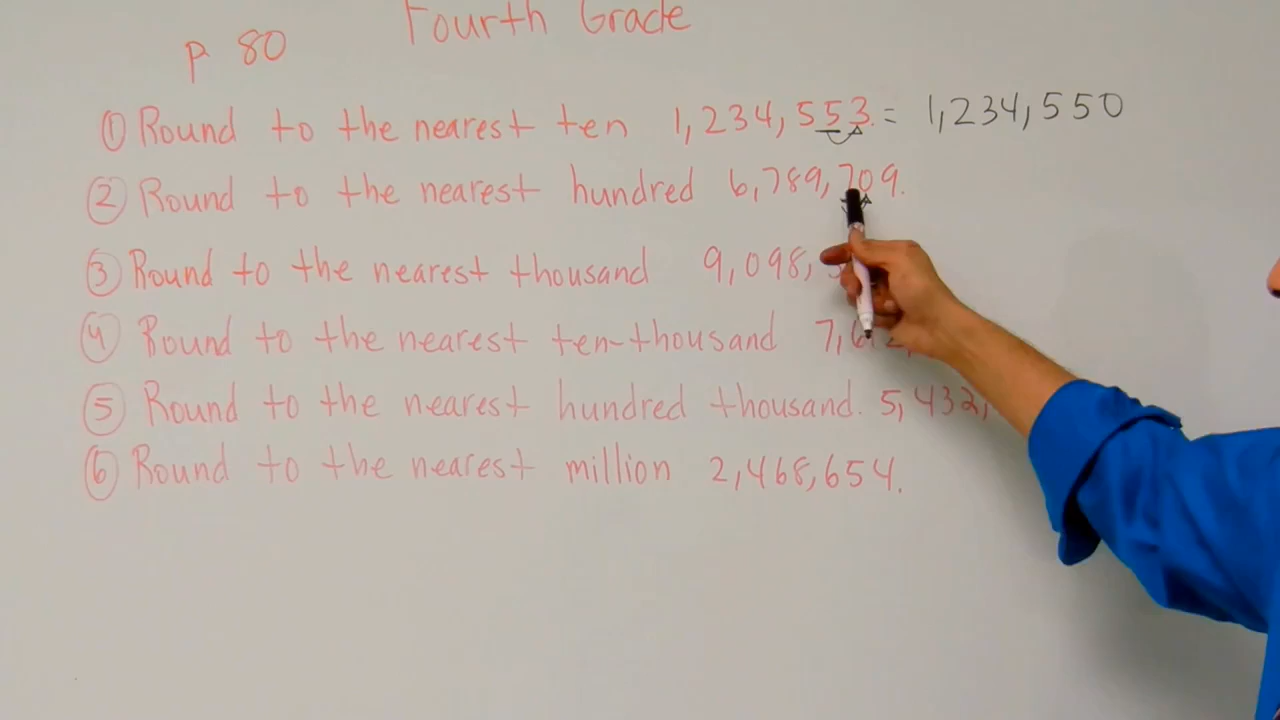 Fourth Grade
p 80
① Round to the nearest ten 1,234,553. = 1,234,550
② Round to the nearest hundred 6,789,709.
③ Round to the nearest thousand 9,098,
④ Round to the nearest ten-thousand
⑤ Round to the nearest hundred thousand. 5,432,
⑥ Round to the nearest million 2,468,654.